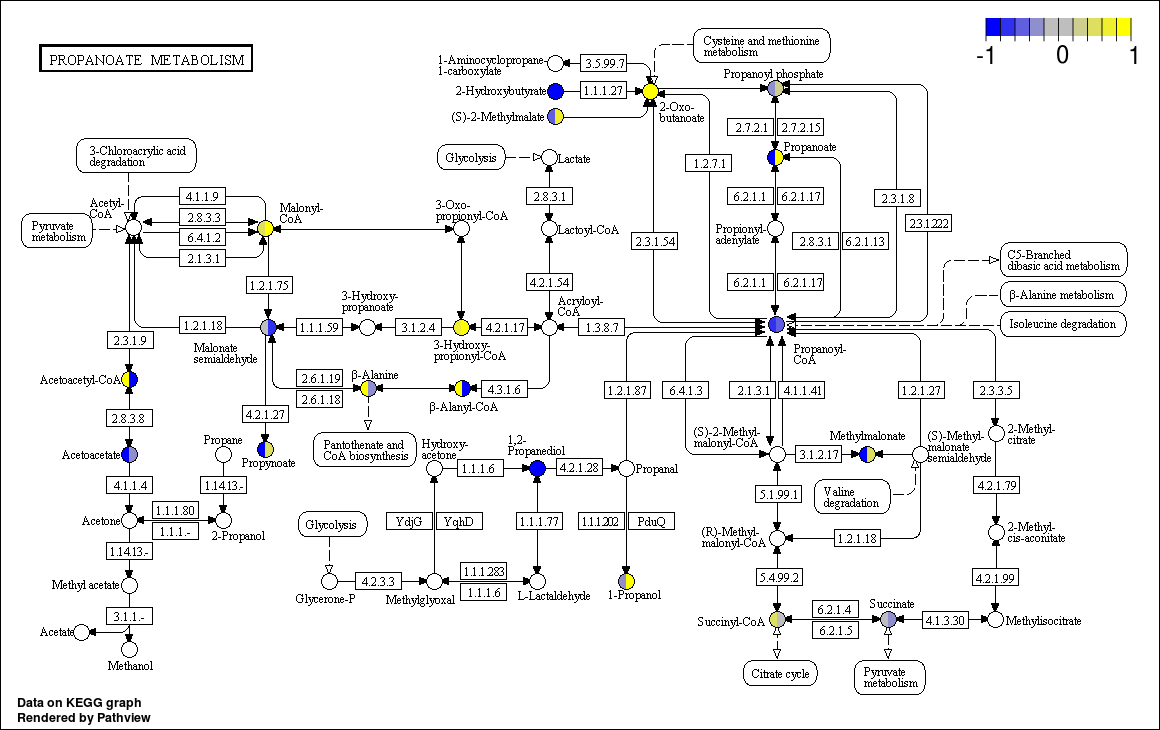 PROPANOATE METABOLISM
-1 0 1
Cysteine and methionine
metabolism
1-Aminocyclopropane
1-carboxylate
3.5.99.7
2-Hydroxybutyrate
1.1.1.27
(S)-2-Methylmalate
2-Oxo-
butanoate
Propanoyl phosphate
2.7.2.1
2.7.2.15
Propanoate
1.2.7.1
6.2.1.1
6.2.1.17
2.3.1.8
2.3.1.222
Propionyl-
adenylate
2.3.1.54
2.8.3.1
6.2.1.13
6.2.1.1
6.2.1.17
C5-Branched
dibasic acid metabolism
β-Alanine metabolism
Isoleucine degradation
3-Chloroacrylic acid
degradation
Glycolysis
Lactate
2.8.3.1
Lactoyl-CoA
4.2.1.54
Acryloyl-
CoA
Pyruvate
metabolism
Acetyl-
CoA
4.1.1.9
2.8.3.3
6.4.1.2
2.1.3.1
Malonyl-
CoA
3-Oxo-
propionyl-CoA
1.2.1.75
3-Hydroxy-
propanoate
1.2.1.18
1.1.1.59
3.1.2.4
4.2.1.17
1.3.8.7
Malonate
semialdehyde
3-Hydroxy-
propionyl-CoA
Propanoyl-
CoA
2.3.1.9
Acetoacetyl-CoA
2.6.1.19
2.6.1.18
β-Alanine
β-Alanyl-CoA
4.3.1.6
1.2.1.87
6.4.1.3
2.1.3.1
4.1.1.41
1.2.1.27
2.3.3.5
2.8.3.8
4.2.1.27
Pantothenate and
CoA biosynthesis
Acetoacetate
Propane
Propynoate
Hydroxy-
acetone
1.1.1.6
1,2-
Propanediol
4.2.1.28
Propanal
(S)-2-Methyl-
malonyl-CoA
3.1.2.17
Methylmalonate
(S)-Methyl-
malonate
semialdehyde
2-Methyl-
citrate
4.1.1.4
1.14.13.-
Valine
degradation
5.1.99.1
4.2.1.79
Acetone
1.1.1.80
1.1.1.-
2-Propanol
Glycolysis
YdjG
YqhD
1.1.1.77
1.1.1.202
PduQ
(R)-Methyl-
malonyl-CoA
1.2.1.18
2-Methyl-
cis-aconitate
1.14.13.-
Methyl acetate
Glycerone-P
4.2.3.3
Methylglyoxal
1.1.1.283
1.1.1.6
L-Lactaldehyde
1-Propanol
5.4.99.2
4.2.1.99
3.1.1.-
Acetate
Methanol
Succinyl-CoA
6.2.1.4
6.2.1.5
Succinate
4.1.3.30
Methylisocitrate
Citrate cycle
Pyruvate
metabolism
Data on KEGG graph
Rendered by Pathview